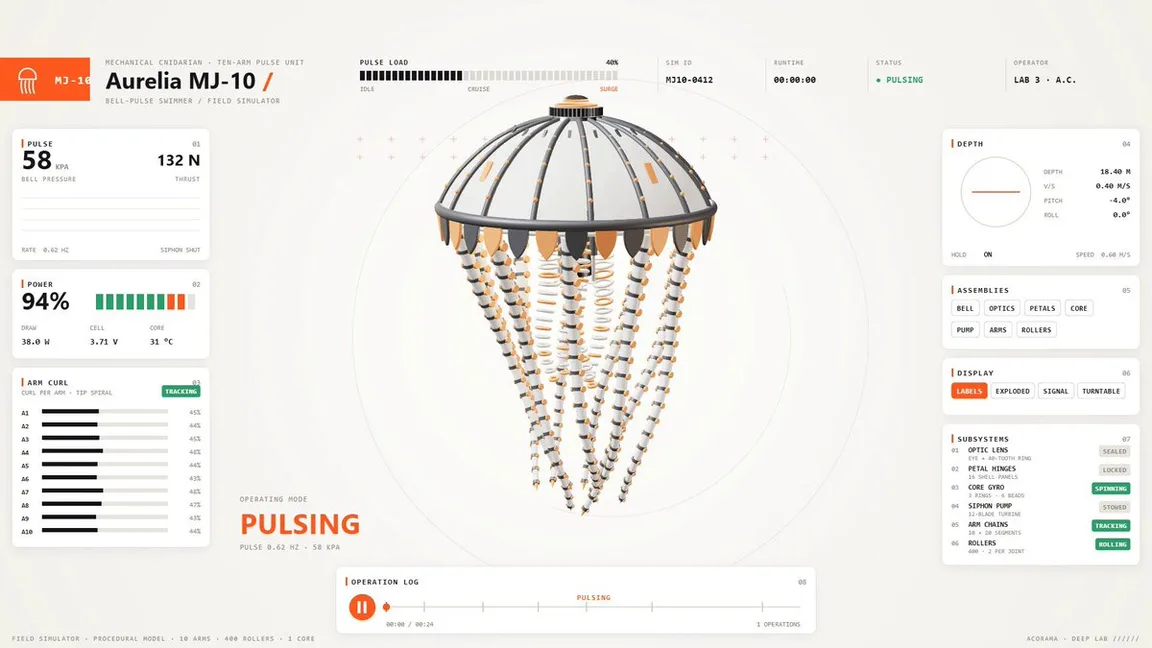 MJ-10
MECHANICAL CNIDARIAN · TEN-ARM PULSE UNIT
Aurelia MJ-10 /
BELL-PULSE SWIMMER / FIELD SIMULATOR
PULSE LOAD 40%
IDLE CRUISE SURGE
SIM ID
MJ10-0412
RUNTIME
00:00:00
STATUS
PULSING
OPERATOR
LAB 3 · A.C.
PULSE 01
58 KPA 132 N
BELL PRESSURE THRUST
RATE 0.62 HZ SIPHON SHUT
POWER 02
94%
DRAW CELL CORE
38.0 W 3.71 V 31 °C
ARM CURL 03
CURL PER ARM · TIP SPIRAL TRACKING
A1 45%
A2 44%
A3 45%
A4 48%
A5 44%
A6 43%
A7 48%
A8 47%
A9 43%
A10 44%
OPERATING MODE
PULSING
PULSE 0.62 HZ · 58 KPA
DEPTH 04
DEPTH 18.40 M
V/S 0.40 M/S
PITCH -4.0°
ROLL 0.0°
HOLD ON SPEED 0.60 M/S
ASSEMBLIES 05
BELL OPTICS PETALS CORE
PUMP ARMS ROLLERS
DISPLAY 06
LABELS EXPLODED SIGNAL TURNTABLE
SUBSYSTEMS 07
01 OPTIC LENS SEALED
EYE + 40-TOOTH RING
02 PETAL HINGES LOCKED
16 SHELL PANELS
03 CORE GYRO SPINNING
3 RINGS · 6 BEADS
04 SIPHON PUMP STOWED
12-BLADE TURBINE
05 ARM CHAINS TRACKING
10 × 20 SEGMENTS
06 ROLLERS ROLLING
400 · 2 PER JOINT
OPERATION LOG 08
PULSING
00:00 / 00:24 1 OPERATIONS
FIELD SIMULATOR · PROCEDURAL MODEL · 10 ARMS · 400 ROLLERS · 1 CORE
ACORAMA · DEEP LAB //////